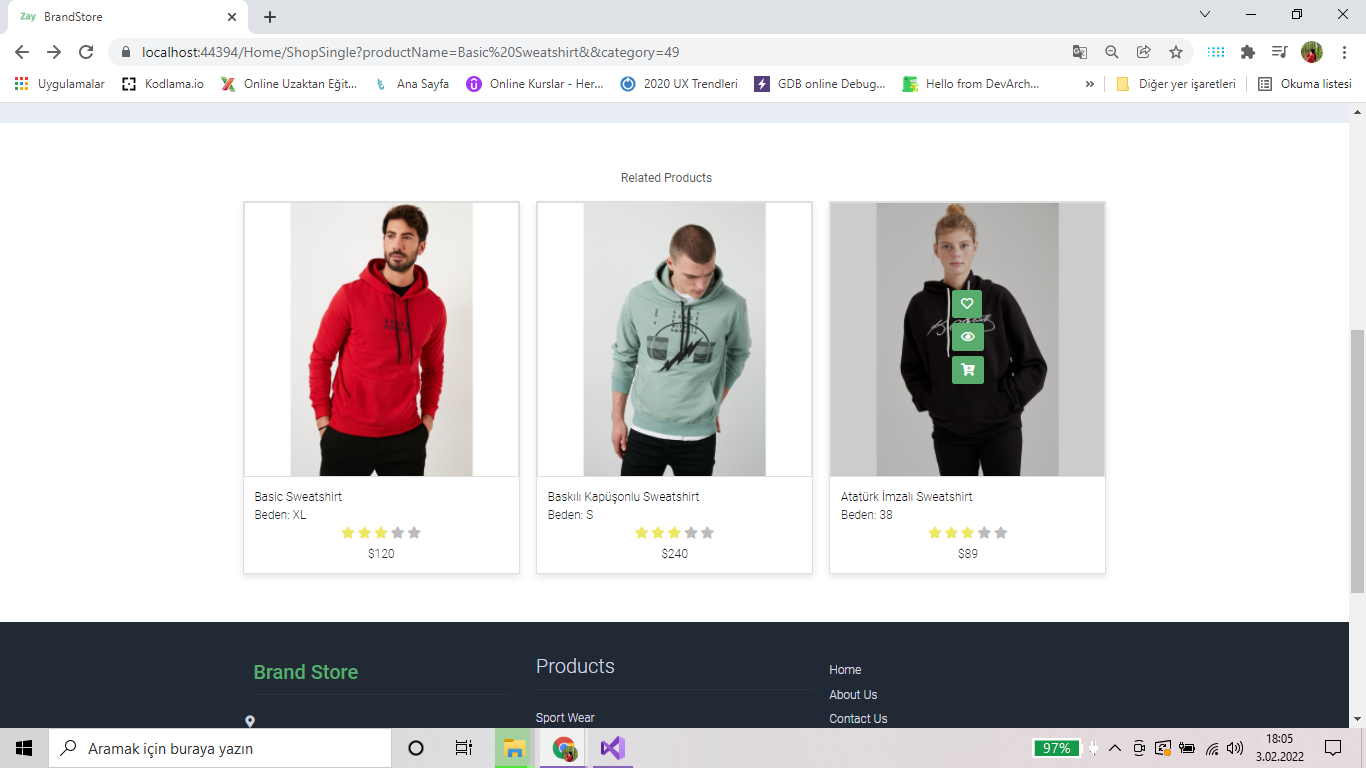 Zay BrandStore
localhost:44394/Home/ShopSingle?productName=Basic%20Sweatshirt&&category=49
Uygulamalar Kodlama.io Online Uzaktan Eğit... Ana Sayfa Online Kurslar - Her... 2020 UX Trendleri GDB online Debug... Hello from DevArch... » Diğer yer işaretleri Okuma listesi
Related Products
Basic Sweatshirt
Beden: XL
$120
Baskılı Kapüşonlu Sweatshirt
Beden: S
$240
Atatürk İmzalı Sweatshirt
Beden: 38
$89
Brand Store
Products
Sport Wear
Home
About Us
Contact Us
Aramak için buraya yazın
97%
18:05
3.02.2022